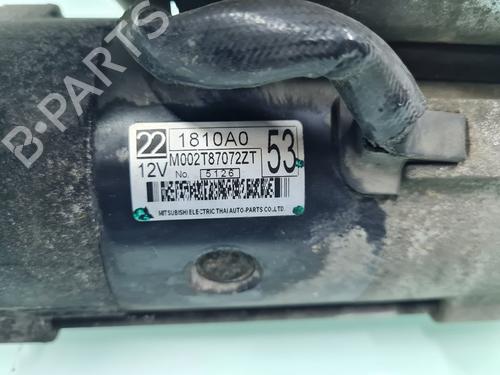 22 1810A0
12V M002T87072ZT 53
No. 5126
MITSUBISHI ELECTRIC THAI AUTO-PARTS CO.,LTD.
B-PARTS